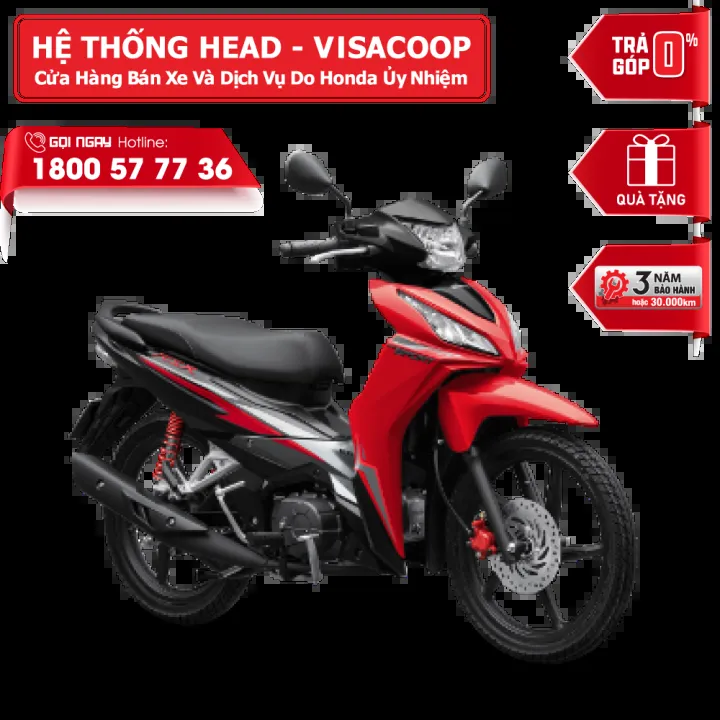 HỆ THỐNG HEAD - VISACOOP
Cửa Hàng Bán Xe Và Dịch Vụ Do Honda Ủy Nhiệm
GỌI NGAY Hotline:
1800 57 77 36
TRẢ GÓP 0%
QUÀ TẶNG
3 NĂM
BẢO HÀNH
hoặc 30.000km